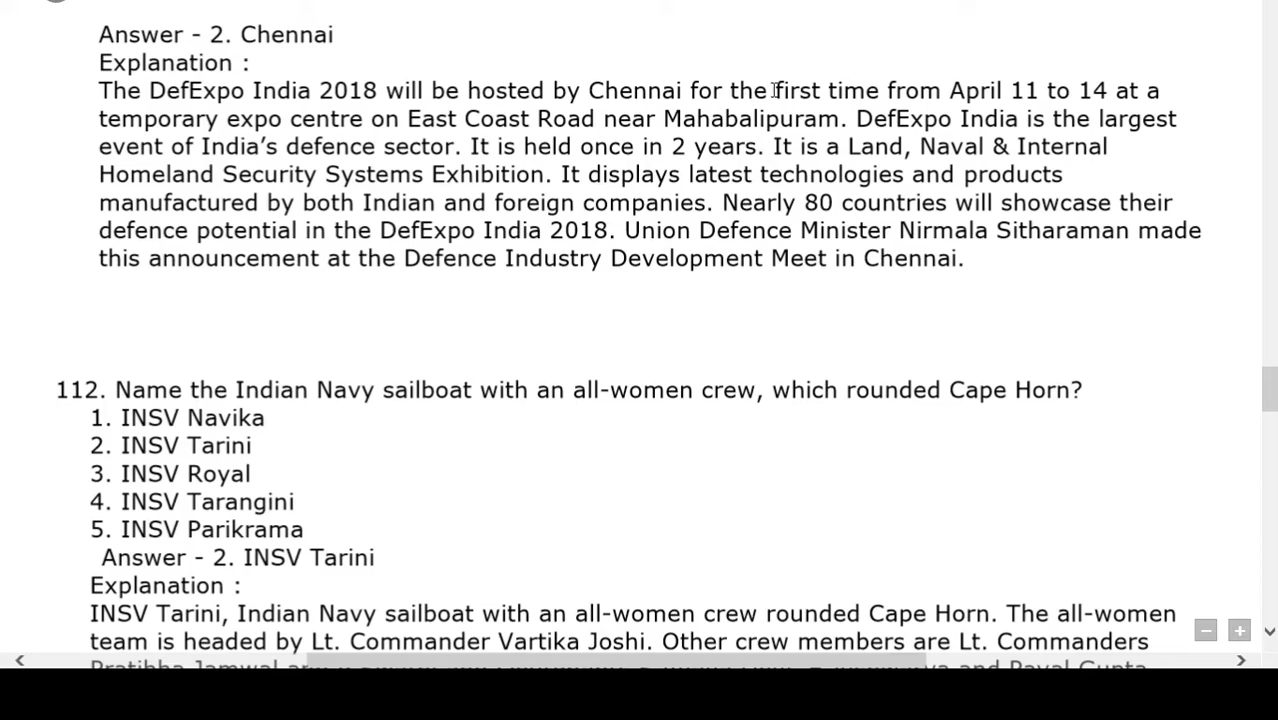 Answer - 2. Chennai
Explanation :
The DefExpo India 2018 will be hosted by Chennai for the first time from April 11 to 14 at a
temporary expo centre on East Coast Road near Mahabalipuram. DefExpo India is the largest
event of India’s defence sector. It is held once in 2 years. It is a Land, Naval & Internal
Homeland Security Systems Exhibition. It displays latest technologies and products
manufactured by both Indian and foreign companies. Nearly 80 countries will showcase their
defence potential in the DefExpo India 2018. Union Defence Minister Nirmala Sitharaman made
this announcement at the Defence Industry Development Meet in Chennai.
112. Name the Indian Navy sailboat with an all-women crew, which rounded Cape Horn?
1. INSV Navika
2. INSV Tarini
3. INSV Royal
4. INSV Tarangini
5. INSV Parikrama
Answer - 2. INSV Tarini
Explanation :
INSV Tarini, Indian Navy sailboat with an all-women crew rounded Cape Horn. The all-women
team is headed by Lt. Commander Vartika Joshi. Other crew members are Lt. Commanders
Pratibha Jamwal and Payal Gupta